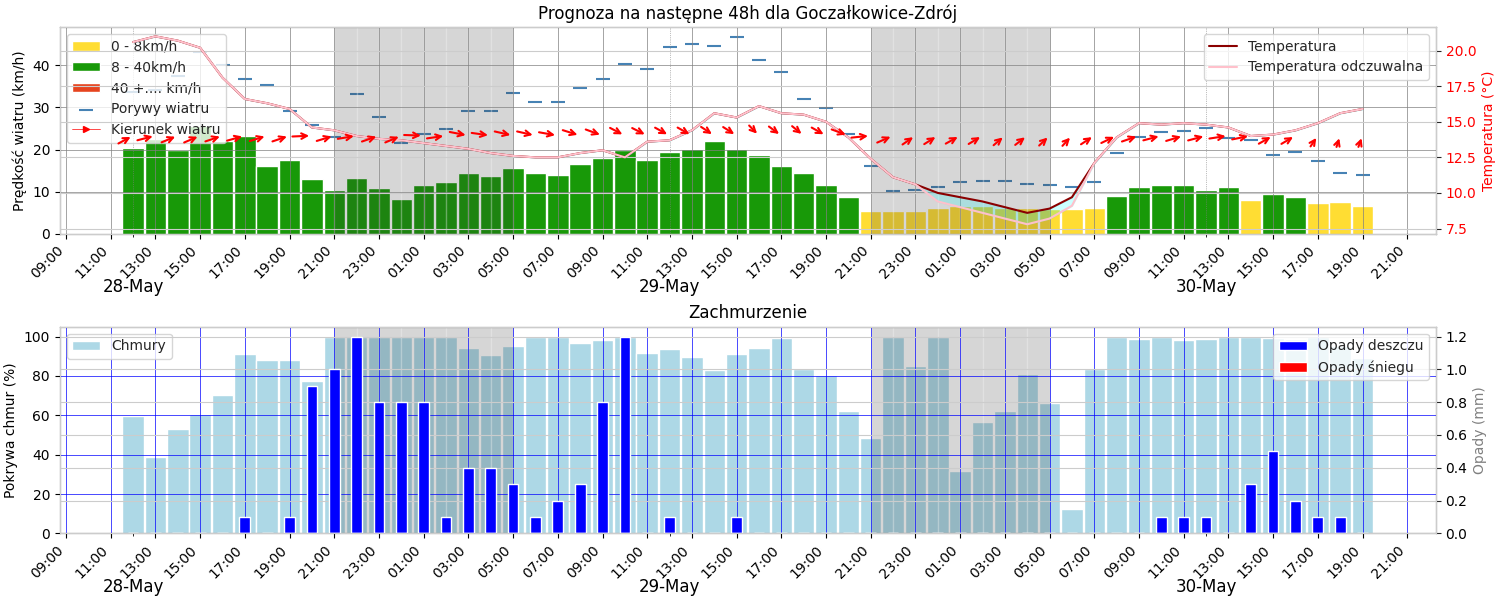 Prognoza na następne 48h dla Goczałkowice-Zdrój
Prędkość wiatru (km/h)
0 - 8km/h
8 - 40km/h
40 +.... km/h
Porywy wiatru
Kierunek wiatru
Temperatura
Temperatura odczuwalna
Temperatura (°C)
40
30
20
10
0
20.0
17.5
15.0
12.5
10.0
7.5
09:00 11:00 13:00 15:00 17:00 19:00 21:00 23:00 01:00 03:00 05:00 07:00 09:00 11:00 13:00 15:00 17:00 19:00 21:00 23:00 01:00 03:00 05:00 07:00 09:00 11:00 13:00 15:00 17:00 19:00 21:00
28-May 29-May 30-May
Zachmurzenie
Pokrywa chmur (%)
Chmury
Opady deszczu
Opady śniegu
Opady (mm)
100
80
60
40
20
0
1.2
1.0
0.8
0.6
0.4
0.2
0.0
09:00 11:00 13:00 15:00 17:00 19:00 21:00 23:00 01:00 03:00 05:00 07:00 09:00 11:00 13:00 15:00 17:00 19:00 21:00 23:00 01:00 03:00 05:00 07:00 09:00 11:00 13:00 15:00 17:00 19:00 21:00
28-May 29-May 30-May